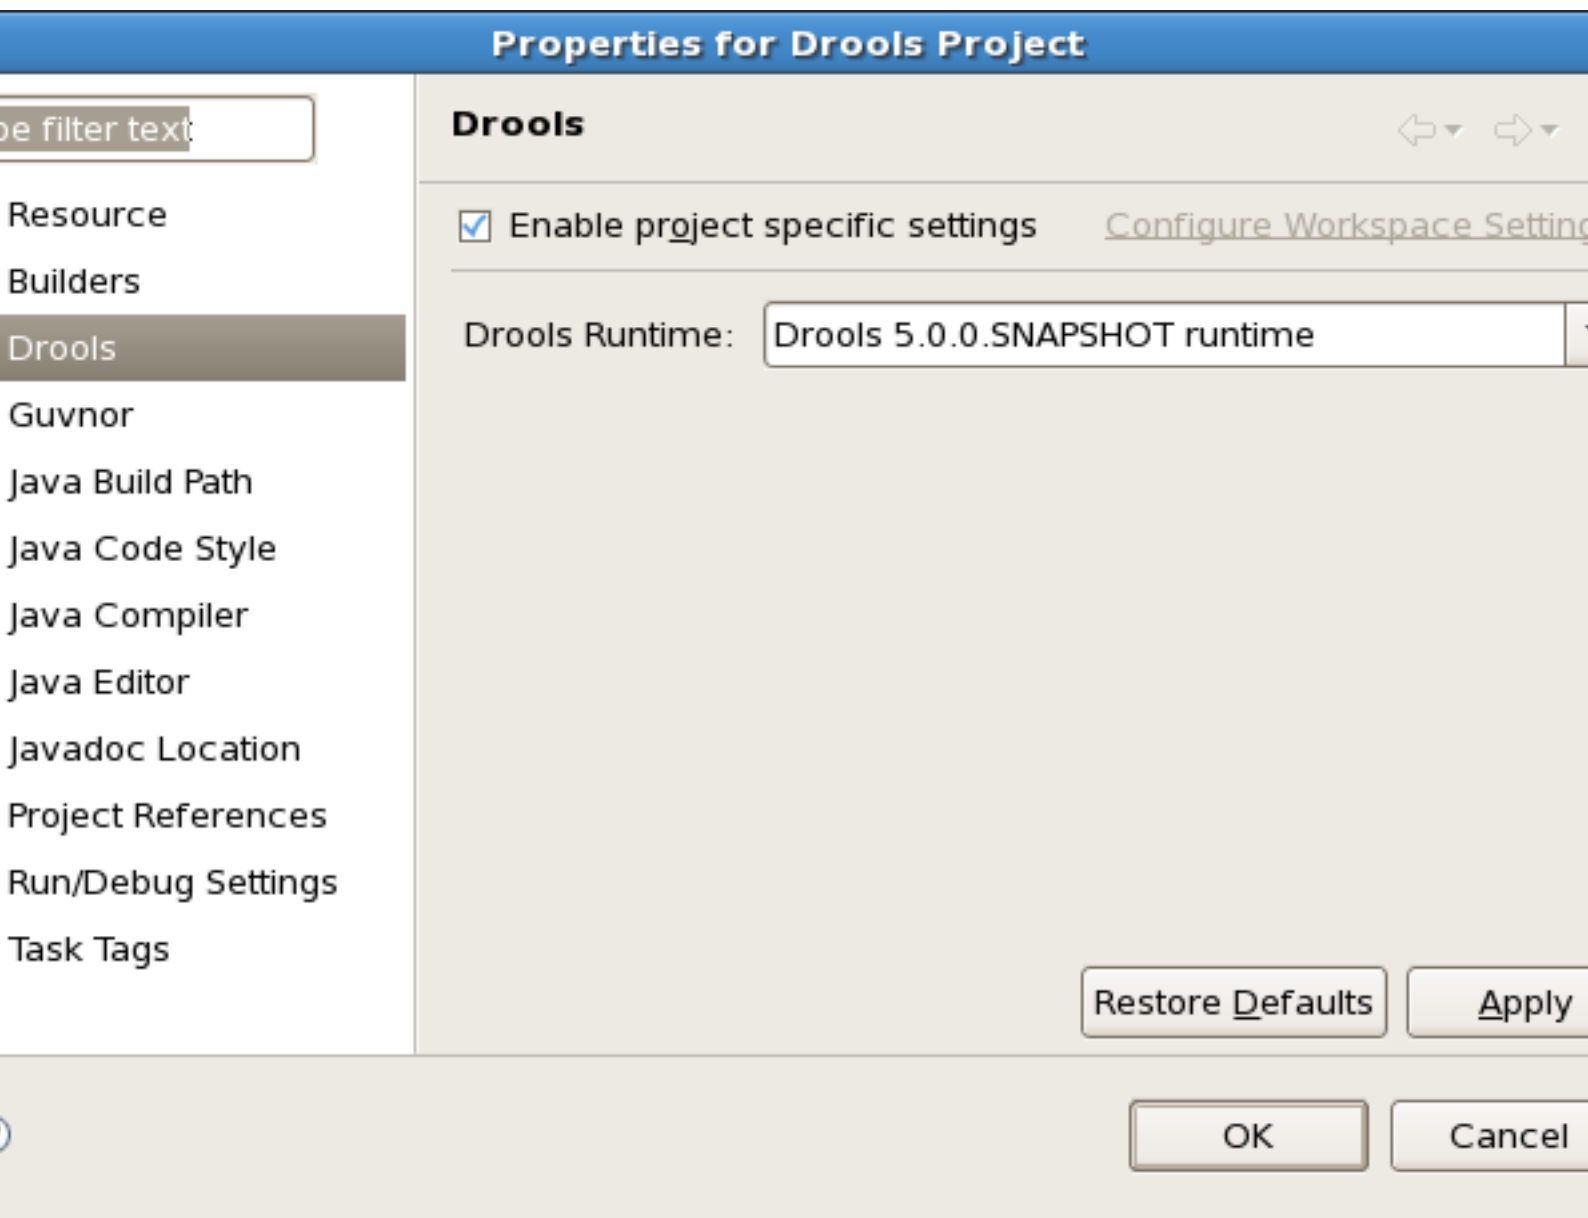 Properties for Drools Project
pe filter text
Drools
Enable project specific settings
Configure Workspace Setting
Drools Runtime:
Drools 5.0.0.SNAPSHOT runtime
Resource
Builders
Drools
Guvnor
Java Build Path
Java Code Style
Java Compiler
Java Editor
Javadoc Location
Project References
Run/Debug Settings
Task Tags
Restore Defaults
Apply
OK
Cancel